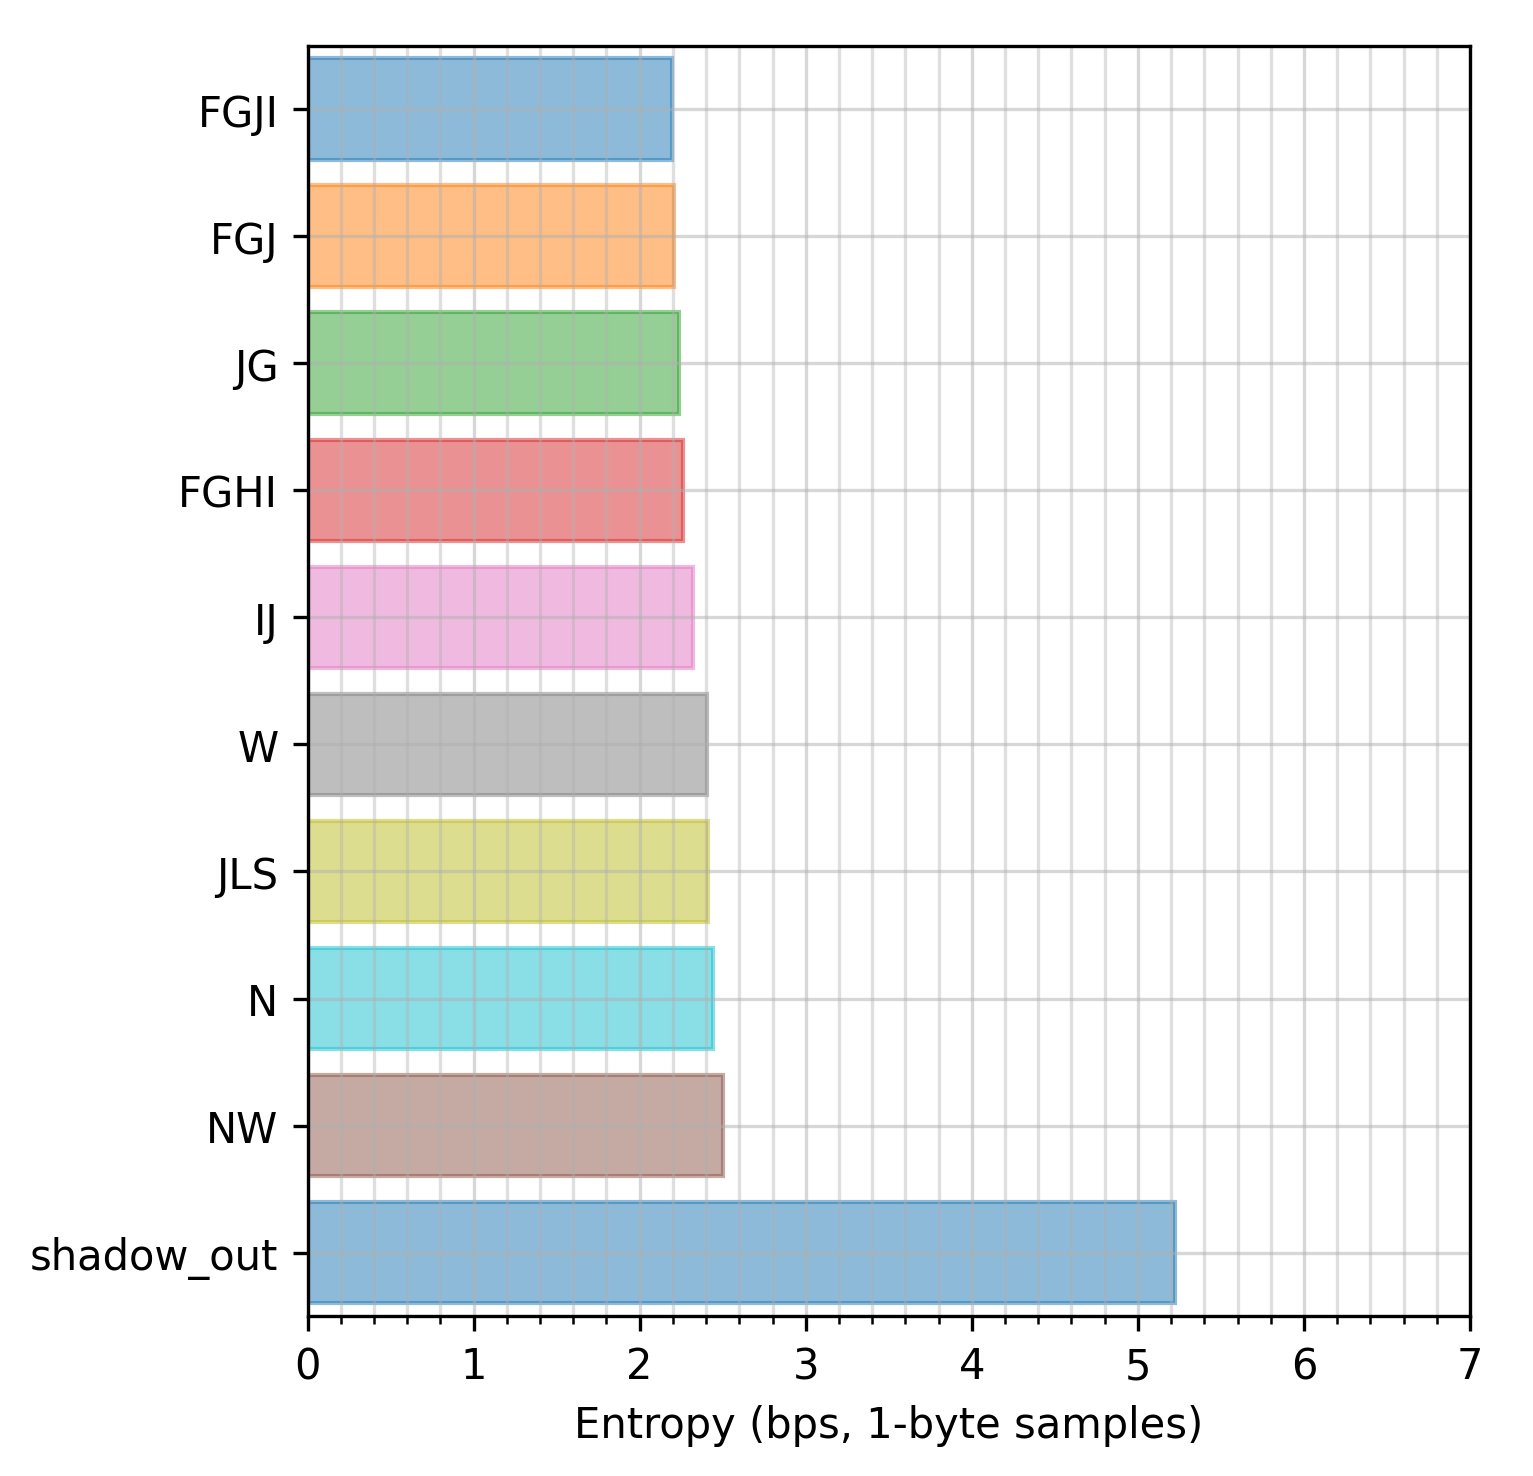 FGJI
FGJ
JG
FGHI
IJ
W
JLS
N
NW
shadow_out
0 1 2 3 4 5 6 7
Entropy (bps, 1-byte samples)